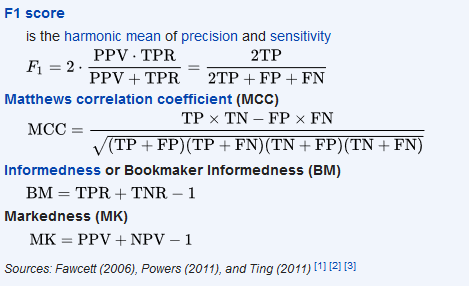 F1 score
is the harmonic mean of precision and sensitivity
F₁ = 2 · (PPV · TPR) / (PPV + TPR) = 2TP / (2TP + FP + FN)
Matthews correlation coefficient (MCC)
MCC = (TP × TN − FP × FN) / √((TP + FP)(TP + FN)(TN + FP)(TN + FN))
Informedness or Bookmaker Informedness (BM)
BM = TPR + TNR − 1
Markedness (MK)
MK = PPV + NPV − 1
Sources: Fawcett (2006), Powers (2011), and Ting (2011) [1] [2] [3]